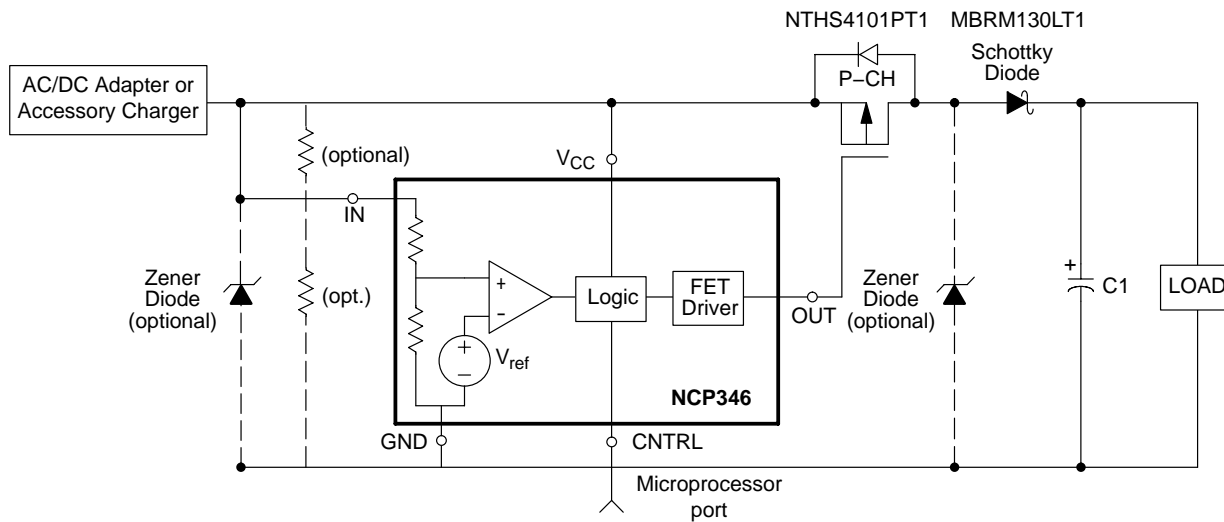 NTHS4101PT1 MBRM130LT1
AC/DC Adapter or
Accessory Charger
P–CH
Schottky
Diode
(optional)
VCC
IN
Zener
Diode
(optional)
(opt.)
+
–
Logic
FET
Driver
OUT
Zener
Diode
(optional)
+
C1
LOAD
+
–
Vref
NCP346
GND
CNTRL
Microprocessor
port